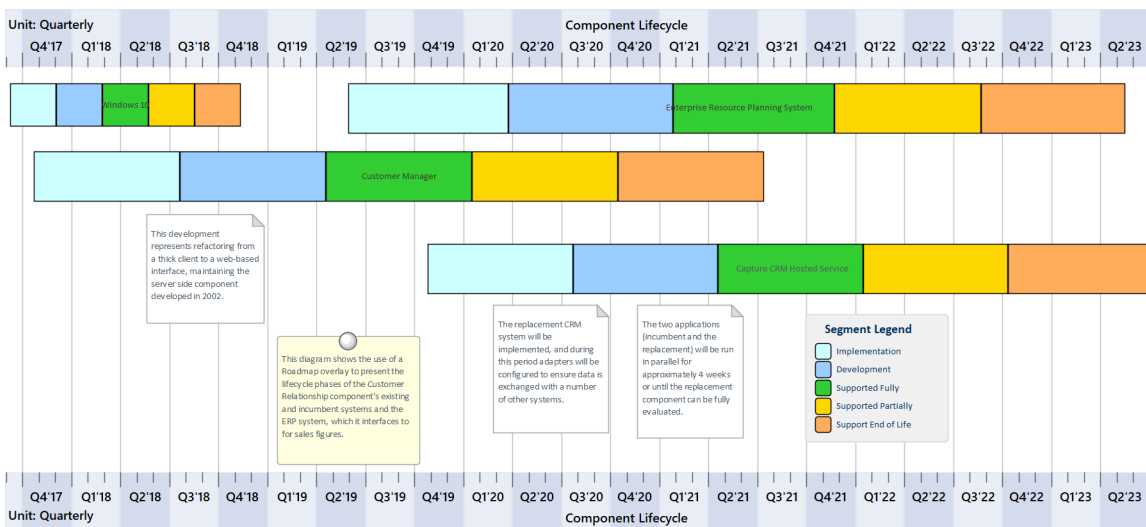 Unit: Quarterly Component Lifecycle
Q4'17 Q1'18 Q2'18 Q3'18 Q4'18 Q1'19 Q2'19 Q3'19 Q4'19 Q1'20 Q2'20 Q3'20 Q4'20 Q1'21 Q2'21 Q3'21 Q4'21 Q1'22 Q2'22 Q3'22 Q4'22 Q1'23 Q2'23
Windows 10
Enterprise Resource Planning System
Customer Manager
This development
represents refactoring from
a thick client to a web-based
interface, maintaining the
server side component
developed in 2002.
Capture CRM Hosted Service
The replacement CRM
system will be
implemented, and during
this period adapters will be
configured to ensure data is
exchanged with a number
of other systems.
The two applications
(incumbent and the
replacement) will be run
in parallel for
approximately 4 weeks
or until the replacement
component can be fully
evaluated.
This diagram shows the use of a
Roadmap overlay to present the
lifecycle phases of the Customer
Relationship component's existing
and incumbent systems and the
ERP system, which it interfaces to
for sales figures.
Segment Legend
Implementation
Development
Supported Fully
Supported Partially
Support End of Life
Q4'17 Q1'18 Q2'18 Q3'18 Q4'18 Q1'19 Q2'19 Q3'19 Q4'19 Q1'20 Q2'20 Q3'20 Q4'20 Q1'21 Q2'21 Q3'21 Q4'21 Q1'22 Q2'22 Q3'22 Q4'22 Q1'23 Q2'23
Unit: Quarterly Component Lifecycle